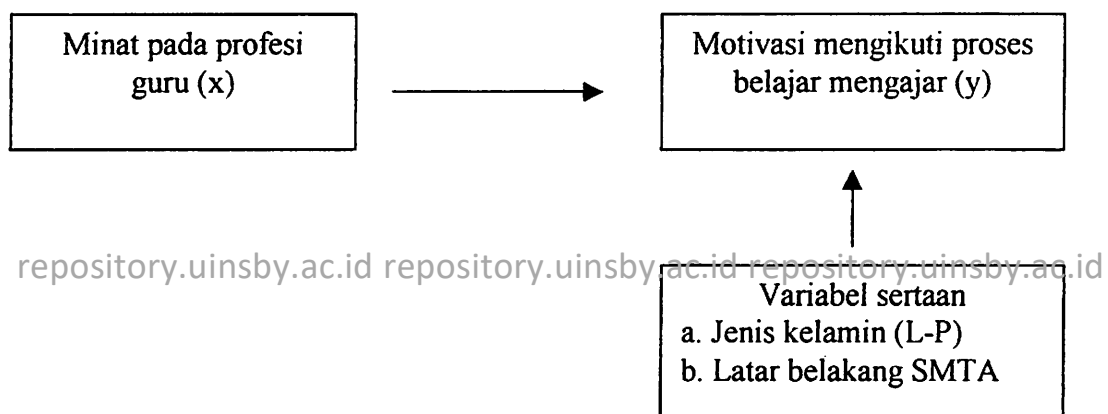 Minat pada profesi
guru (x)
Motivasi mengikuti proses
belajar mengajar (y)
repository.uinsby.ac.id repository.uinsby.ac.id repository.uinsby.ac.id
Variabel sertaan
a. Jenis kelamin (L-P)
b. Latar belakang SMTA